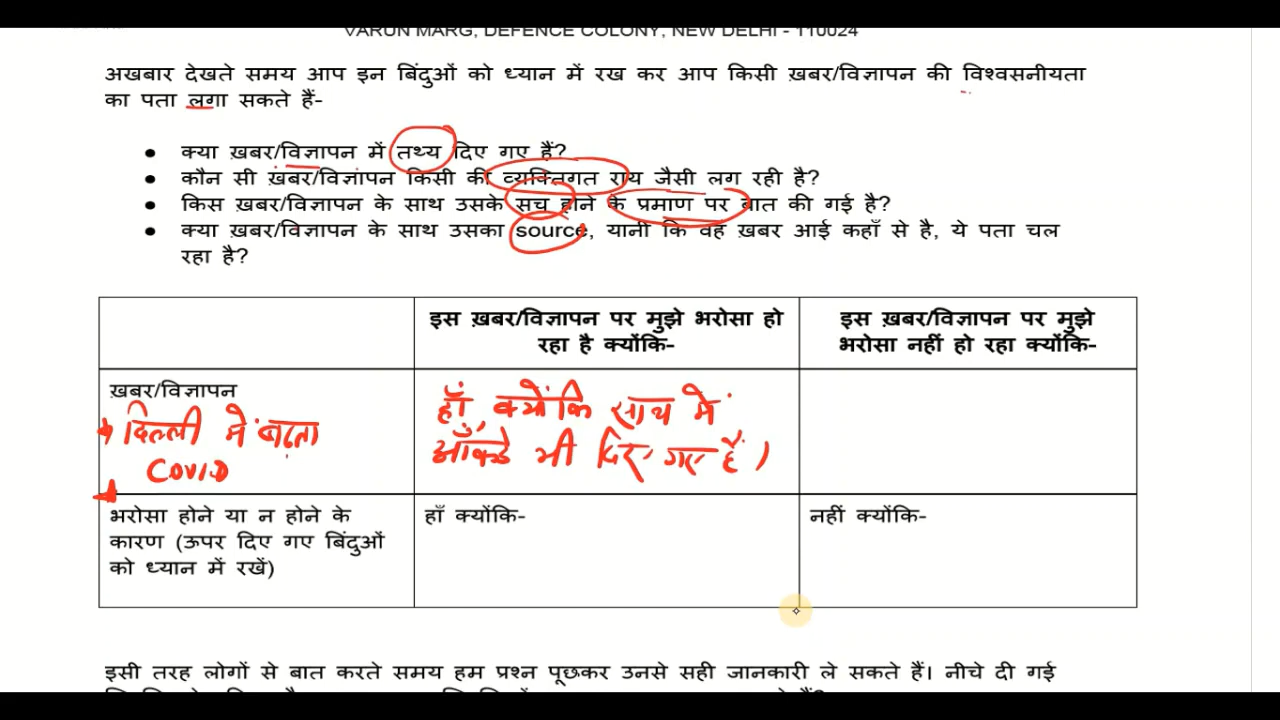 VARUN MARG, DEFENCE COLONY, NEW DELHI - 110024
अखबार देखते समय आप इन बिंदुओं को ध्यान में रख कर आप किसी ख़बर/विज्ञापन की विश्वसनीयता
का पता लगा सकते हैं-
• क्या ख़बर/विज्ञापन में तथ्य दिए गए हैं?
• कौन सी ख़बर/विज्ञापन किसी की व्यक्तिगत राय जैसी लग रही है?
• किस ख़बर/विज्ञापन के साथ उसके सच होने के प्रमाण पर बात की गई है?
• क्या ख़बर/विज्ञापन के साथ उसका source, यानी कि वह ख़बर आई कहाँ से है, ये पता चल
रहा है?
इस ख़बर/विज्ञापन पर मुझे भरोसा हो
रहा है क्योंकि-
इस ख़बर/विज्ञापन पर मुझे
भरोसा नहीं हो रहा क्योंकि-
ख़बर/विज्ञापन
दिल्ली में बढ़ता
COVID
हाँ, क्योंकि साथ में
आँकड़े भी दिए गए हैं।
भरोसा होने या न होने के
कारण (ऊपर दिए गए बिंदुओं
को ध्यान में रखें)
हाँ क्योंकि-
नहीं क्योंकि-
इसी तरह लोगों से बात करते समय हम प्रश्न पूछकर उनसे सही जानकारी ले सकते हैं। नीचे दी गई